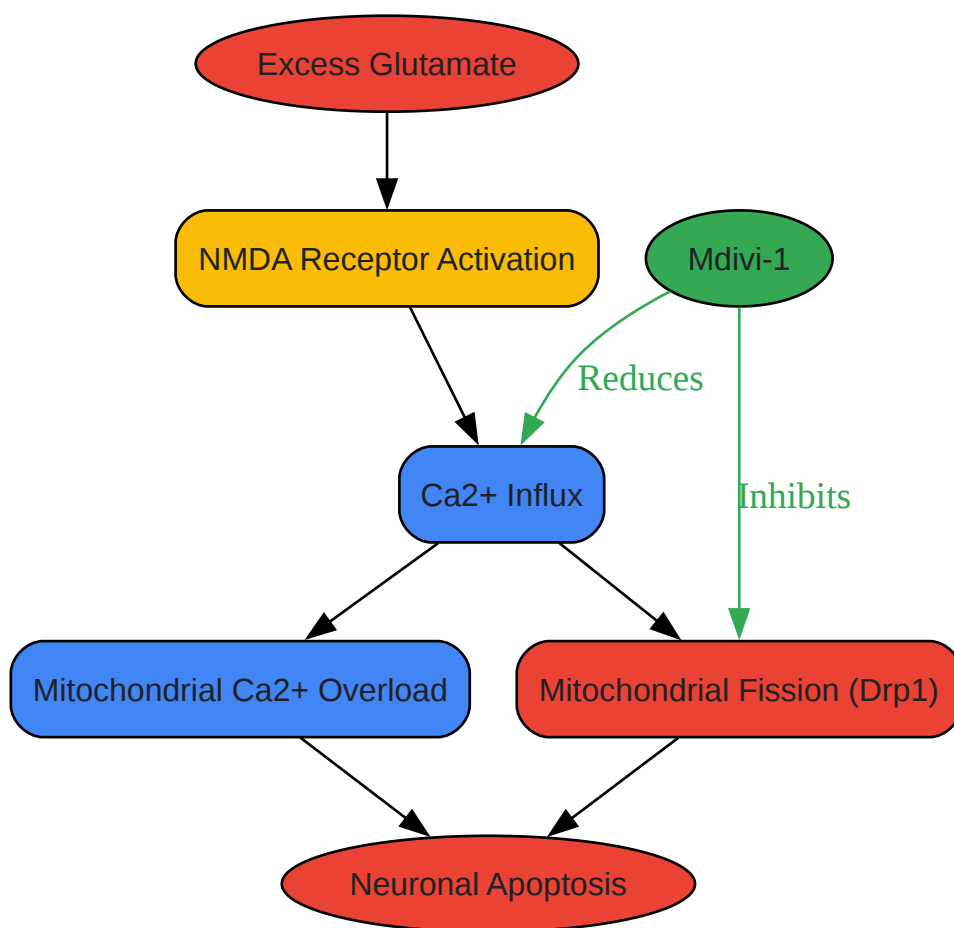 Excess Glutamate
NMDA Receptor Activation
Mdivi-1
Reduces
Ca2+ Influx
Inhibits
Mitochondrial Ca2+ Overload
Mitochondrial Fission (Drp1)
Neuronal Apoptosis